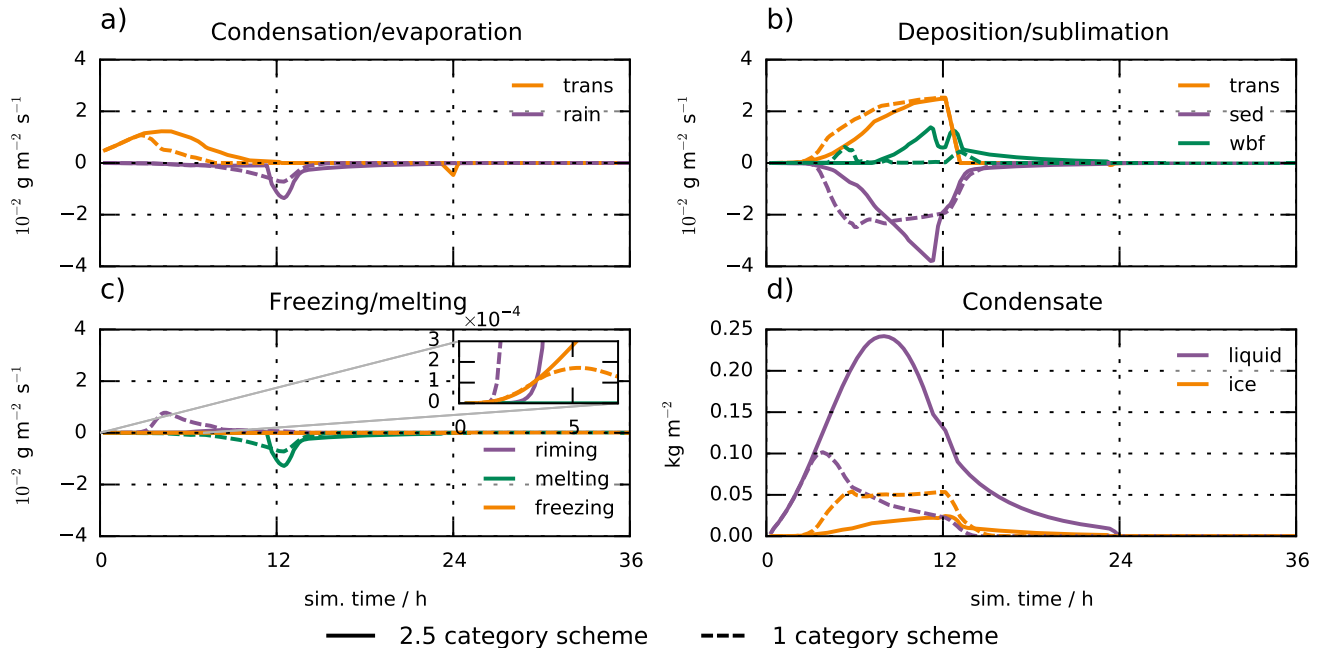 a)
Condensation/evaporation
4
2
0
−2
−4
10⁻² g m⁻² s⁻¹
trans
rain
b)
Deposition/sublimation
4
2
0
−2
−4
10⁻² g m⁻² s⁻¹
trans
sed
wbf
c)
Freezing/melting
4
2
0
−2
−4
10⁻² g m⁻² s⁻¹
×10⁻⁴
3
2
1
0
0 5
riming
melting
freezing
0 12 24 36
sim. time / h
d)
Condensate
0.25
0.20
0.15
0.10
0.05
0.00
kg m⁻²
liquid
ice
0 12 24 36
sim. time / h
2.5 category scheme 1 category scheme